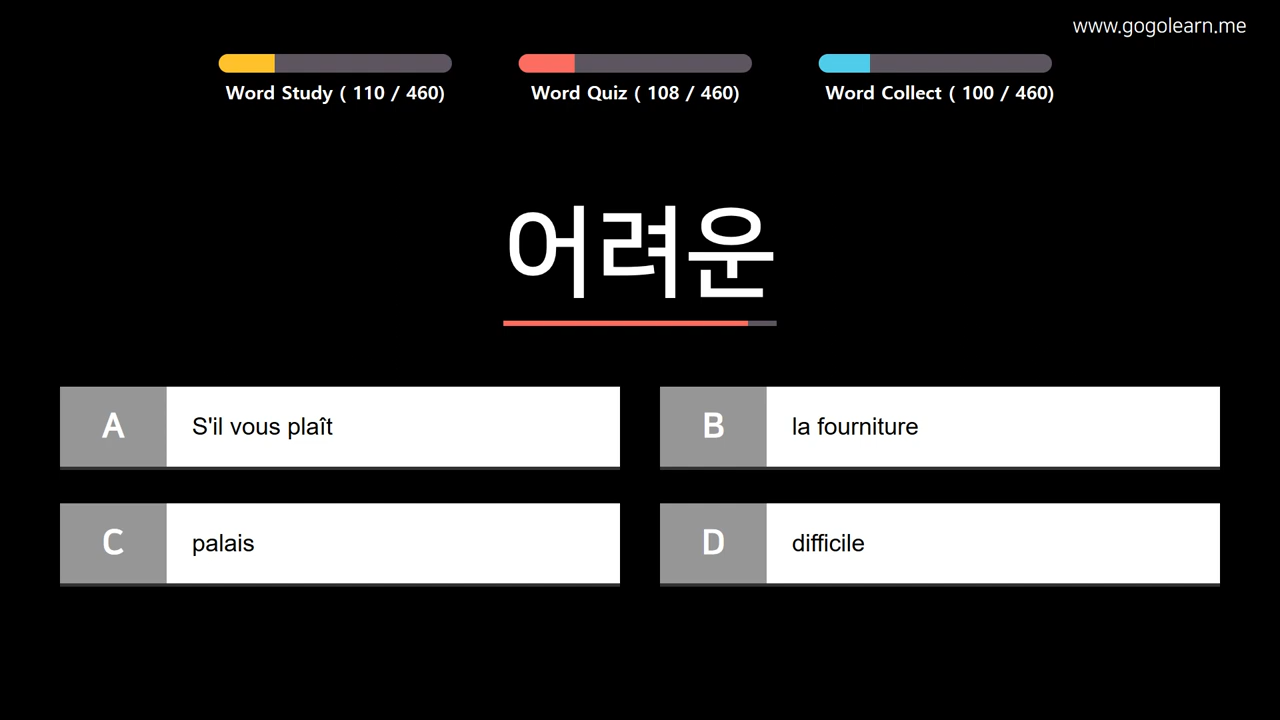 www.gogolearn.me
Word Study ( 110 / 460)
Word Quiz ( 108 / 460)
Word Collect ( 100 / 460)
어려운
A S'il vous plaît
B la fourniture
C palais
D difficile